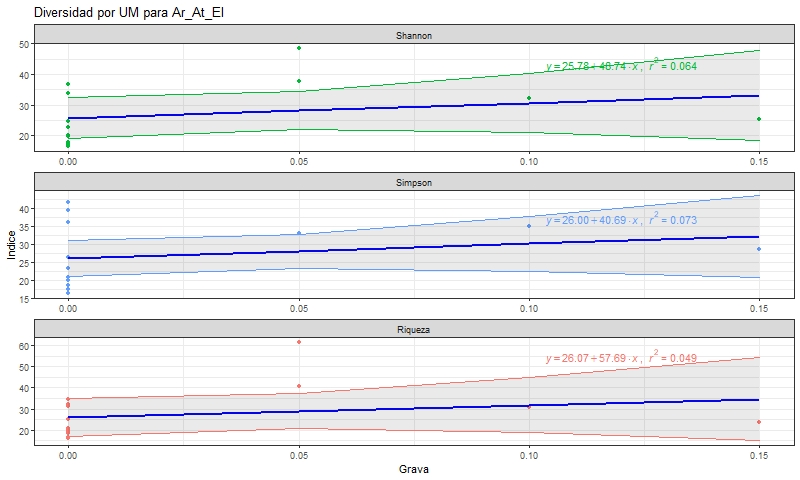 Diversidad por UM para Ar_At_El
Shannon
50
40
30
20
y = 25.78 + 48.74 · x , r² = 0.064
0.00 0.05 0.10 0.15
Simpson
40
35
30
25
20
15
y = 26.00 + 40.69 · x , r² = 0.073
0.00 0.05 0.10 0.15
Indice
Riqueza
60
50
40
30
20
y = 26.07 + 57.69 · x , r² = 0.049
0.00 0.05 0.10 0.15
Grava